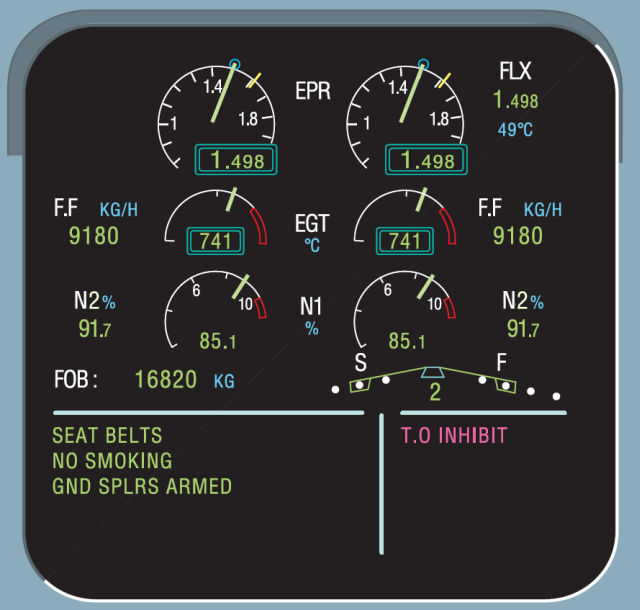 1.4 EPR 1.4 FLX
1 1.8 1 1.8 1.498
1.498 1.498 49°C
F.F KG/H EGT F.F KG/H
9180 741 °C 741 9180
6 6
N2% 10 N1 10 N2%
91.7 85.1 % 85.1 91.7
S F
FOB: 16820 KG 2
SEAT BELTS
NO SMOKING
GND SPLRS ARMED
T.O INHIBIT